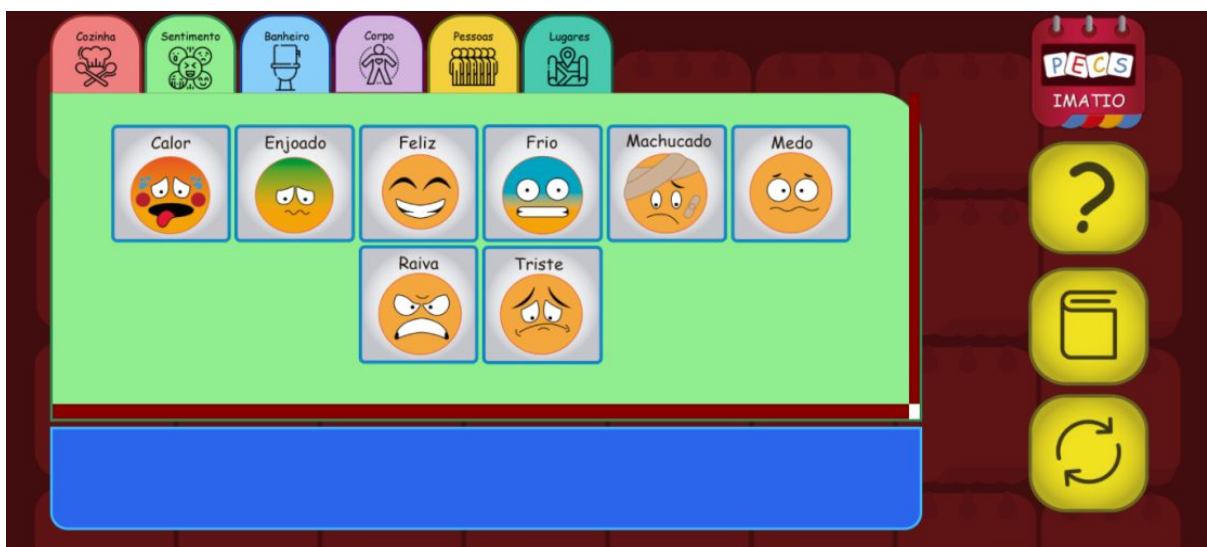 Cozinha
Sentimento
Banheiro
Corpo
Pessoas
Lugares
PECS
IMATIO
Calor
Enjoado
Feliz
Frio
Machucado
Medo
Raiva
Triste
?